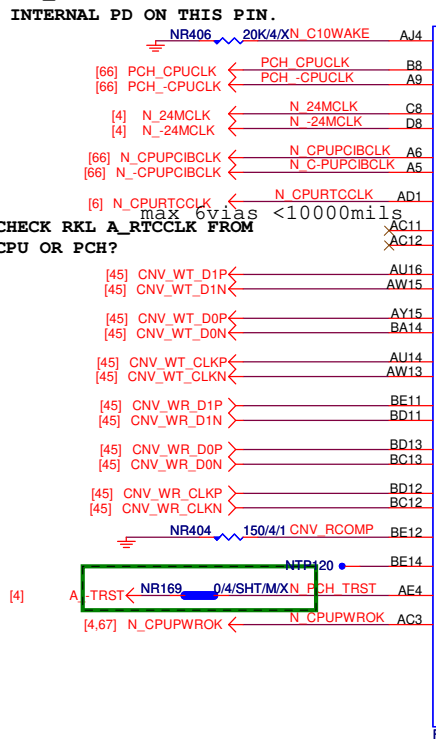 INTERNAL PD ON THIS PIN.
NR406 20K/4/X N_C10WAKE AJ4
[66] PCH_CPUCLK PCH_CPUCLK B8
[66] PCH_-CPUCLK PCH_-CPUCLK A9
[4] N_24MCLK N_24MCLK C8
[4] N_-24MCLK N_-24MCLK D8
[66] N_CPUPCIBCLK N_CPUPCIBCLK A6
[66] N_-CPUPCIBCLK N_C-PUPCIBCLK A5
[6] N_CPURTCCLK N_CPURTCCLK AD1
max 6vias <10000mils
CHECK RKL A_RTCCLK FROM AC11
CPU OR PCH? AC12
[45] CNV_WT_D1P AU16
[45] CNV_WT_D1N AW15
[45] CNV_WT_D0P AY15
[45] CNV_WT_D0N BA14
[45] CNV_WT_CLKP AU14
[45] CNV_WT_CLKN AW13
[45] CNV_WR_D1P BE11
[45] CNV_WR_D1N BD11
[45] CNV_WR_D0P BD13
[45] CNV_WR_D0N BC13
[45] CNV_WR_CLKP BD12
[45] CNV_WR_CLKN BC12
NR404 150/4/1 CNV_RCOMP BE12
NTP120 BE14
[4] A_-TRST NR169 0/4/SHT/M/X N_PCH_TRST AE4
[4,67] N_CPUPWROK N_CPUPWROK AC3